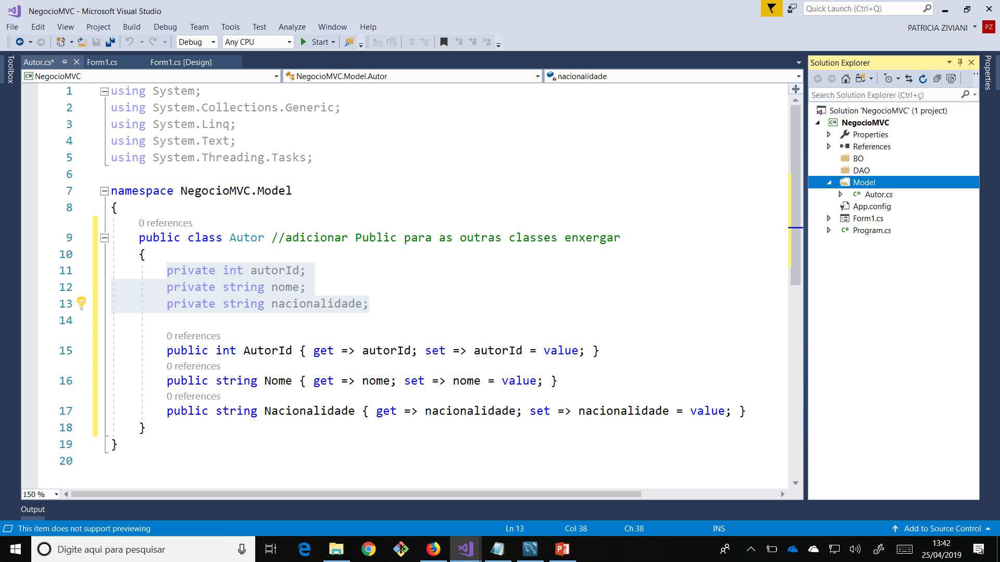 NegocioMVC - Microsoft Visual Studio
Quick Launch (Ctrl+Q)
File Edit View Project Build Debug Team Tools Test Analyze Window Help
PATRICIA ZIVIANI PZ
Debug Any CPU Start
Toolbox
Autor.cs* Form1.cs Form1.cs [Design]
NegocioMVC NegocioMVC.Model.Autor nacionalidade
1 using System;
2 using System.Collections.Generic;
3 using System.Linq;
4 using System.Text;
5 using System.Threading.Tasks;
6
7 namespace NegocioMVC.Model
8 {
0 references
9 public class Autor //adicionar Public para as outras classes enxergar
10 {
11 private int autorId;
12 private string nome;
13 private string nacionalidade;
14
0 references
15 public int AutorId { get => autorId; set => autorId = value; }
0 references
16 public string Nome { get => nome; set => nome = value; }
0 references
17 public string Nacionalidade { get => nacionalidade; set => nacionalidade = value; }
18 }
19 }
20
150 %
Solution Explorer
Search Solution Explorer (Ctrl+ç)
Solution 'NegocioMVC' (1 project)
C# NegocioMVC
Properties
References
BO
DAO
Model
C# Autor.cs
App.config
Form1.cs
C# Program.cs
Properties
Output
This item does not support previewing Ln 13 Col 38 Ch 38 INS Add to Source Control
Digite aqui para pesquisar
13:42
25/04/2019